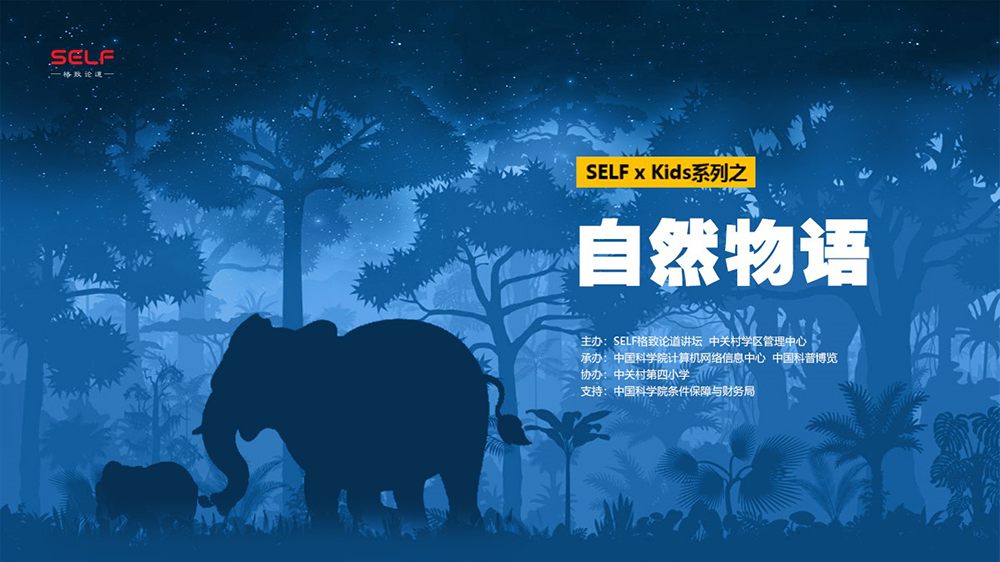 SELF
格致论道
SELF x Kids系列之
自然物语
主办：SELF格致论道讲坛 中关村学区管理中心
承办：中国科学院计算机网络信息中心 中国科普博览
协办：中关村第四小学
支持：中国科学院条件保障与财务局